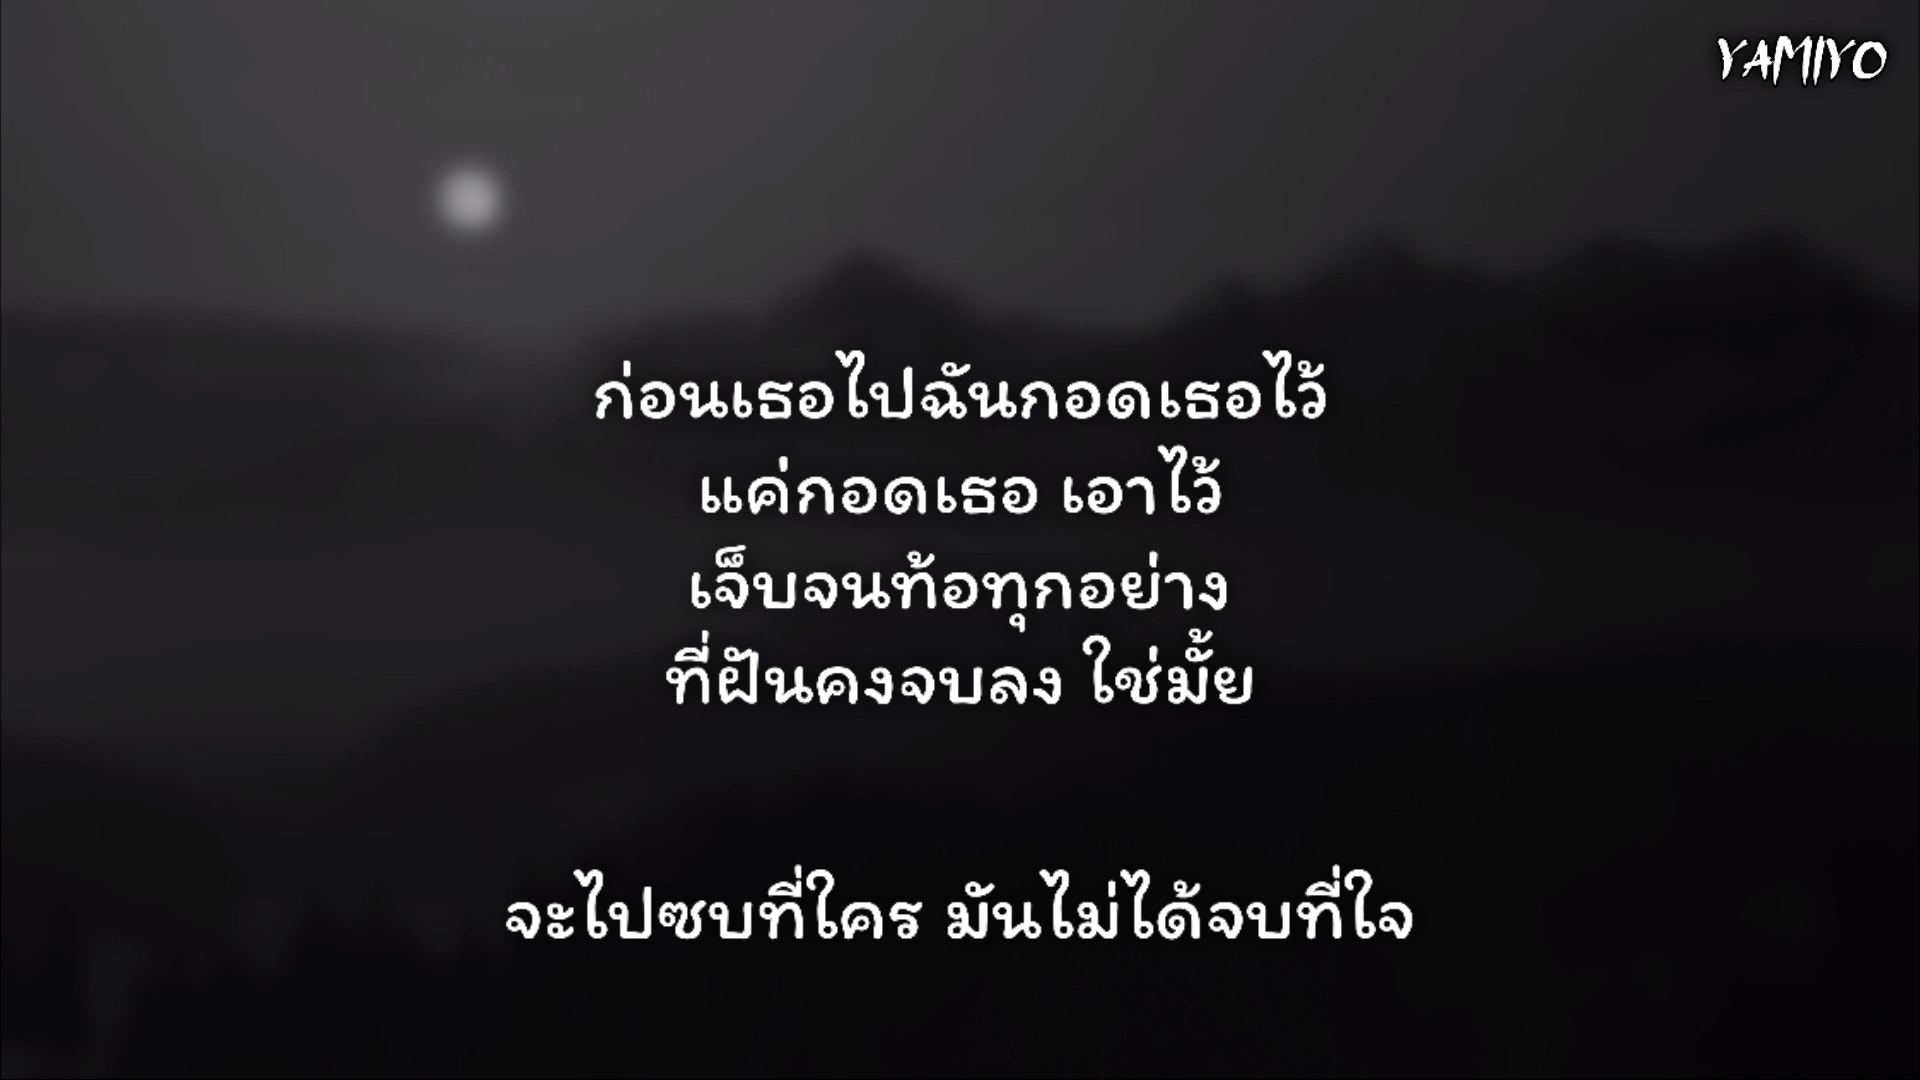 YAMIYO
ก่อนเธอไปฉันกอดเธอไว้
แค่กอดเธอ เอาไว้
เจ็บจนท้อทุกอย่าง
ที่ฝันคงจบลง ใช่มั้ย
จะไปซบที่ใคร มันไม่ได้จบที่ใจ